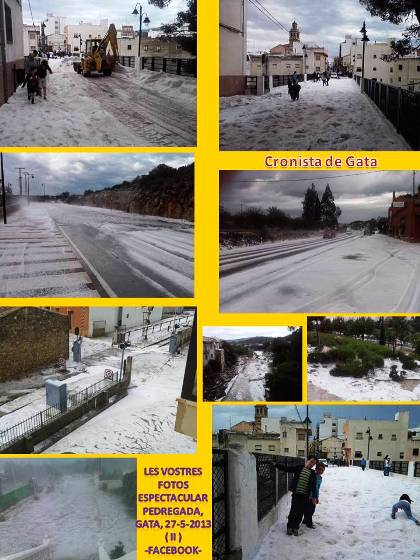 Cronista de Gata
LES VOSTRES
FOTOS
ESPECTACULAR
PEDREGADA,
GATA, 27-5-2013
( II )
-FACEBOOK-